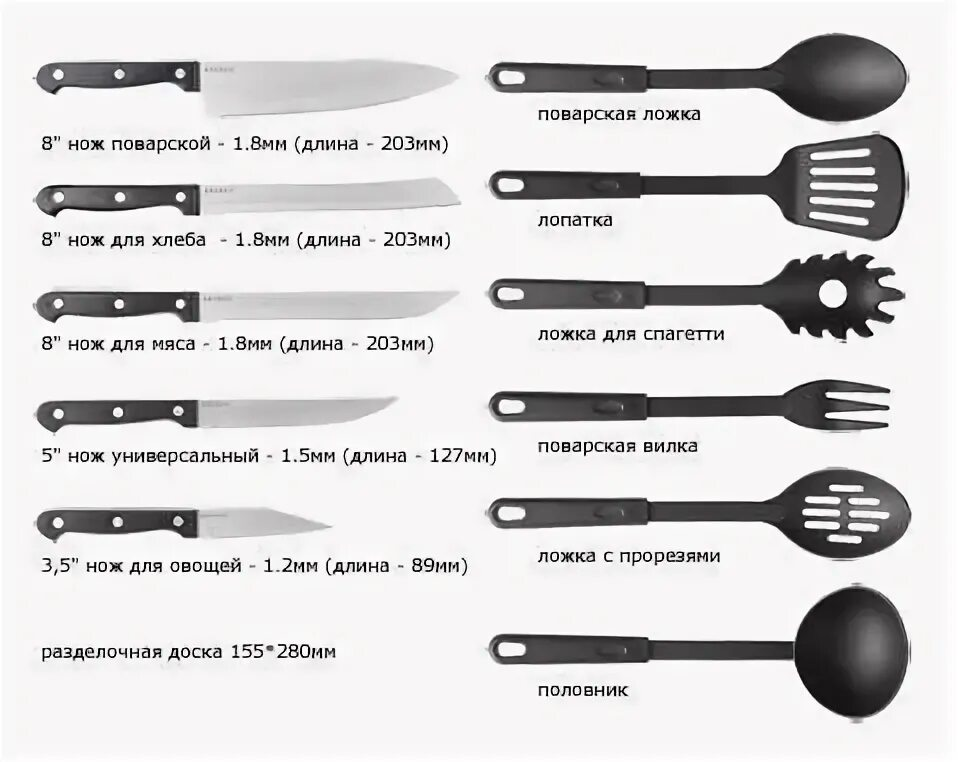 8" нож поварской - 1.8мм (длина - 203мм)
8" нож для хлеба - 1.8мм (длина - 203мм)
8" нож для мяса - 1.8мм (длина - 203мм)
5" нож универсальный - 1.5мм (длина - 127мм)
3,5" нож для овощей - 1.2мм (длина - 89мм)
разделочная доска 155*280мм
поварская ложка
лопатка
ложка для спагетти
поварская вилка
ложка с прорезями
половник